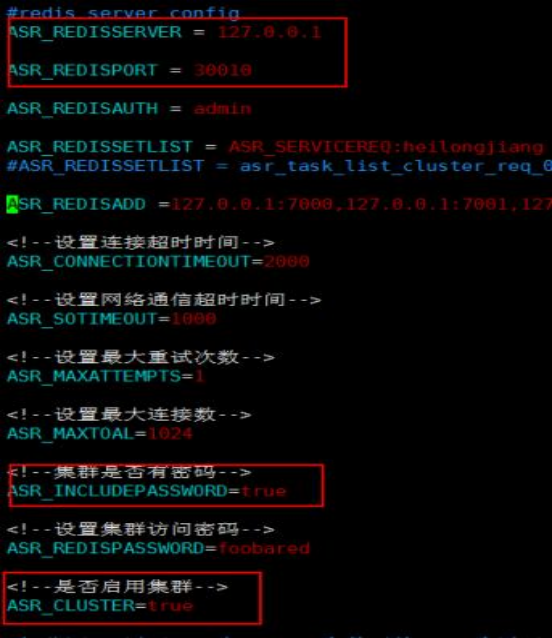 #redis server config
ASR_REDISSERVER = 127.0.0.1
ASR_REDISPORT = 30010
ASR_REDISAUTH = admin
ASR_REDISSETLIST = ASR_SERVICEREQ:heilongjiang
#ASR_REDISSETLIST = asr_task_list_cluster_req_0
ASR_REDISADD =127.0.0.1:7000,127.0.0.1:7001,127
<!--设置连接超时时间-->
ASR_CONNECTIONTIMEOUT=2000
<!--设置网络通信超时时间-->
ASR_SOTIMEOUT=1000
<!--设置最大重试次数-->
ASR_MAXATTEMPTS=1
<!--设置最大连接数-->
ASR_MAXTOAL=1024
<!--集群是否有密码-->
ASR_INCLUDEPASSWORD=true
<!--设置集群访问密码-->
ASR_REDISPASSWORD=foobared
<!--是否启用集群-->
ASR_CLUSTER=true